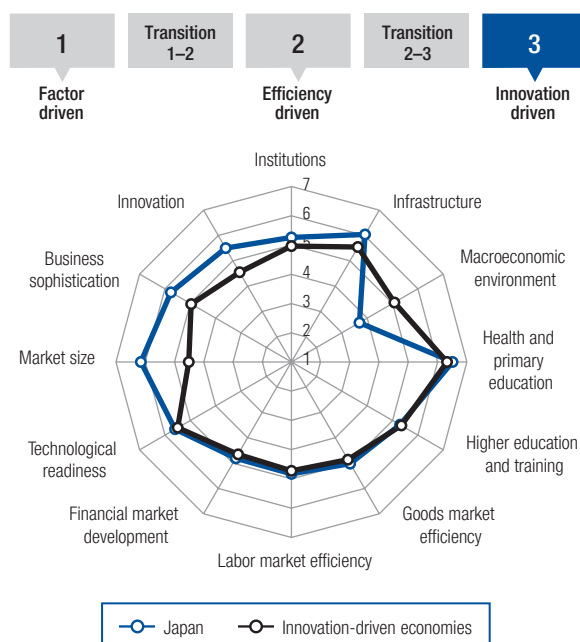 1
Transition
1–2
2
Transition
2–3
3
Factor
driven
Efficiency
driven
Innovation
driven
Institutions
Innovation
Infrastructure
Business
sophistication
Macroeconomic
environment
Market size
Health and
primary
education
Technological
readiness
Higher education
and training
Financial market
development
Goods market
efficiency
Labor market efficiency
7
6
5
4
3
2
1
Japan
Innovation-driven economies